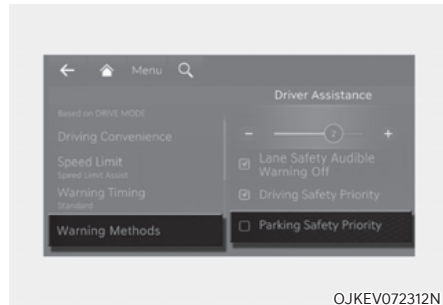 Menu
Driver Assistance
Based on DRIVE MODE
Driving Convenience
Speed Limit
Speed Limit Assist
Warning Timing
Standard
Warning Methods
- 2 +
Lane Safety Audible
Warning Off
Driving Safety Priority
Parking Safety Priority
OJKEV072312N